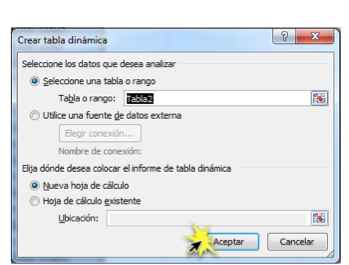 Crear tabla dinámica
Seleccione los datos que desea analizar
Seleccione una tabla o rango
Tabla o rango: Tabla2
Utilice una fuente de datos externa
Elegir conexión...
Nombre de conexión:
Elija dónde desea colocar el informe de tabla dinámica
Nueva hoja de cálculo
Hoja de cálculo existente
Ubicación:
Aceptar Cancelar